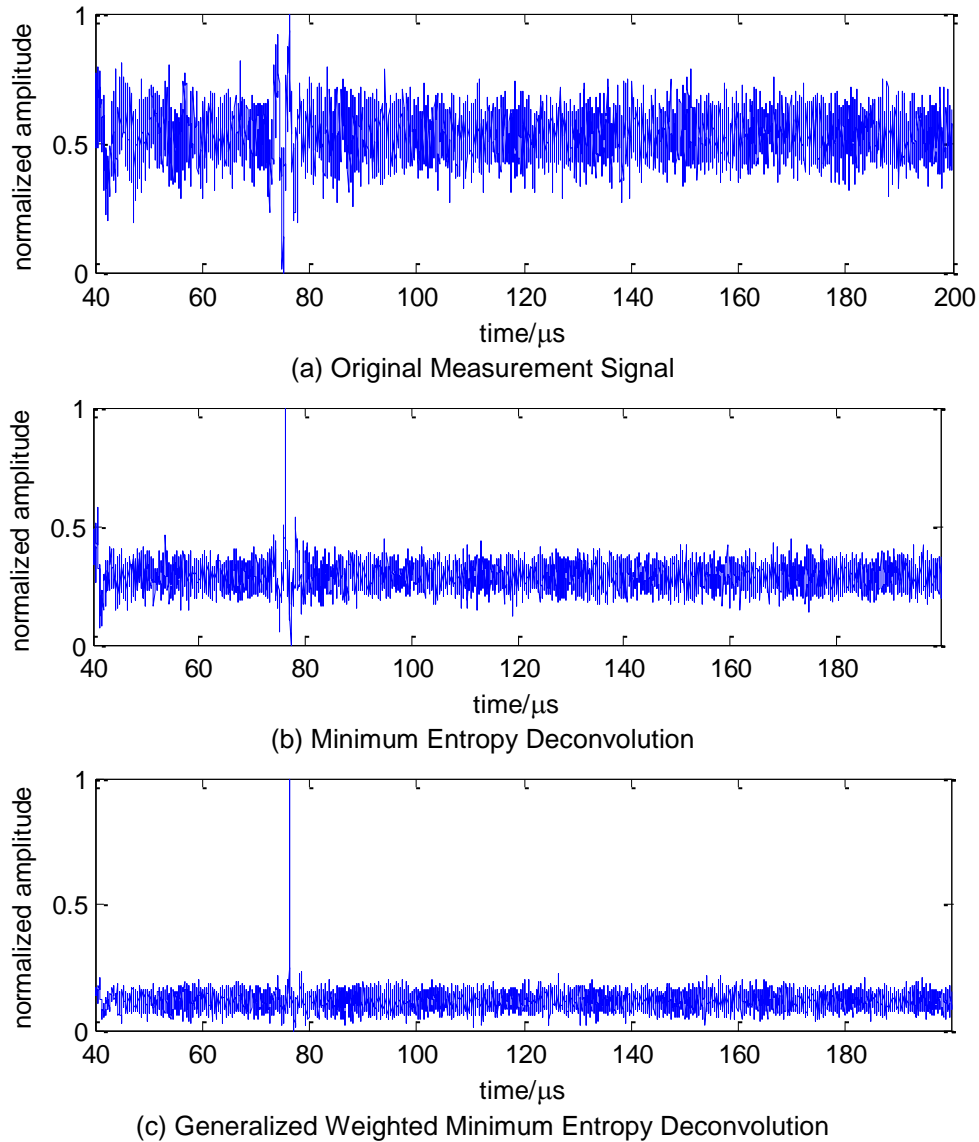 1
0.5
0
normalized amplitude
40 60 80 100 120 140 160 180 200
time/μs
(a) Original Measurement Signal
1
0.5
0
normalized amplitude
40 60 80 100 120 140 160 180
time/μs
(b) Minimum Entropy Deconvolution
1
0.5
0
normalized amplitude
40 60 80 100 120 140 160 180
time/μs
(c) Generalized Weighted Minimum Entropy Deconvolution